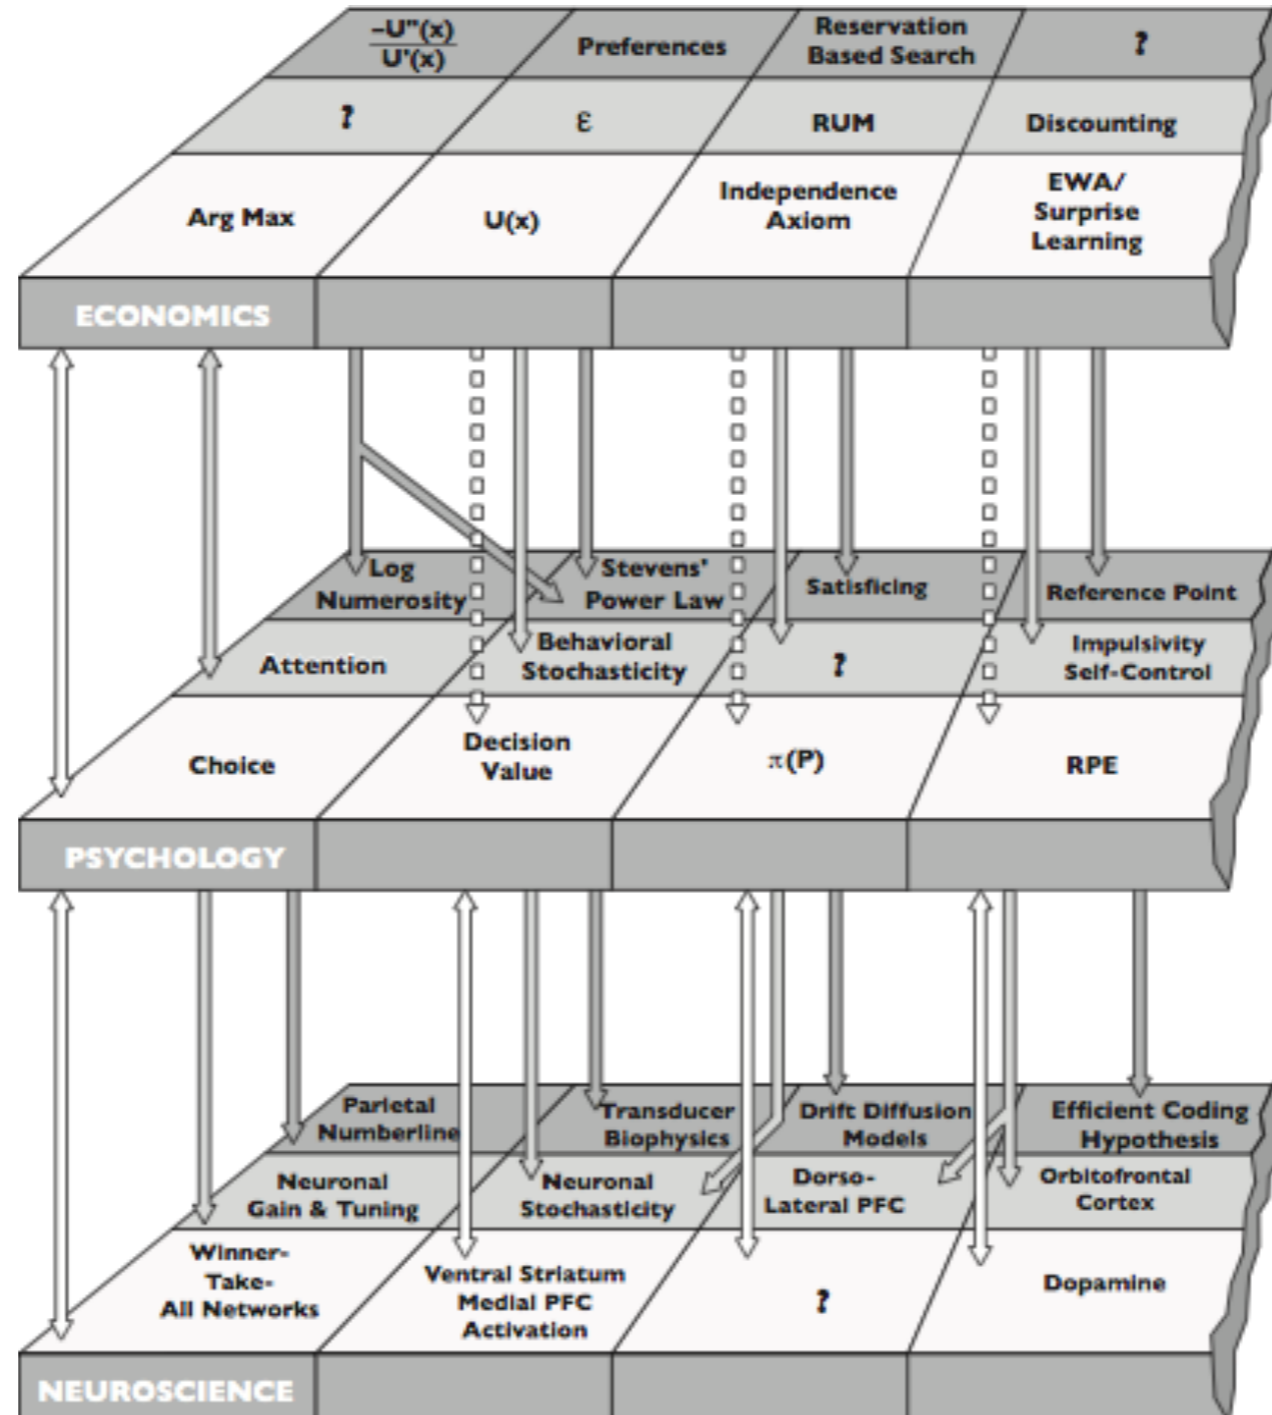 −U"(x)
U'(x)
Preferences
Reservation
Based Search
?
?
ε
RUM
Discounting
Arg Max
U(x)
Independence
Axiom
EWA/
Surprise
Learning
ECONOMICS
Log
Numerosity
Stevens'
Power Law
Satisficing
Reference Point
Attention
Behavioral
Stochasticity
?
Impulsivity
Self-Control
Choice
Decision
Value
π(P)
RPE
PSYCHOLOGY
Parietal
Numberline
Transducer
Biophysics
Drift Diffusion
Models
Efficient Coding
Hypothesis
Neuronal
Gain & Tuning
Neuronal
Stochasticity
Dorso-
Lateral PFC
Orbitofrontal
Cortex
Winner-
Take-
All Networks
Ventral Striatum
Medial PFC
Activation
?
Dopamine
NEUROSCIENCE